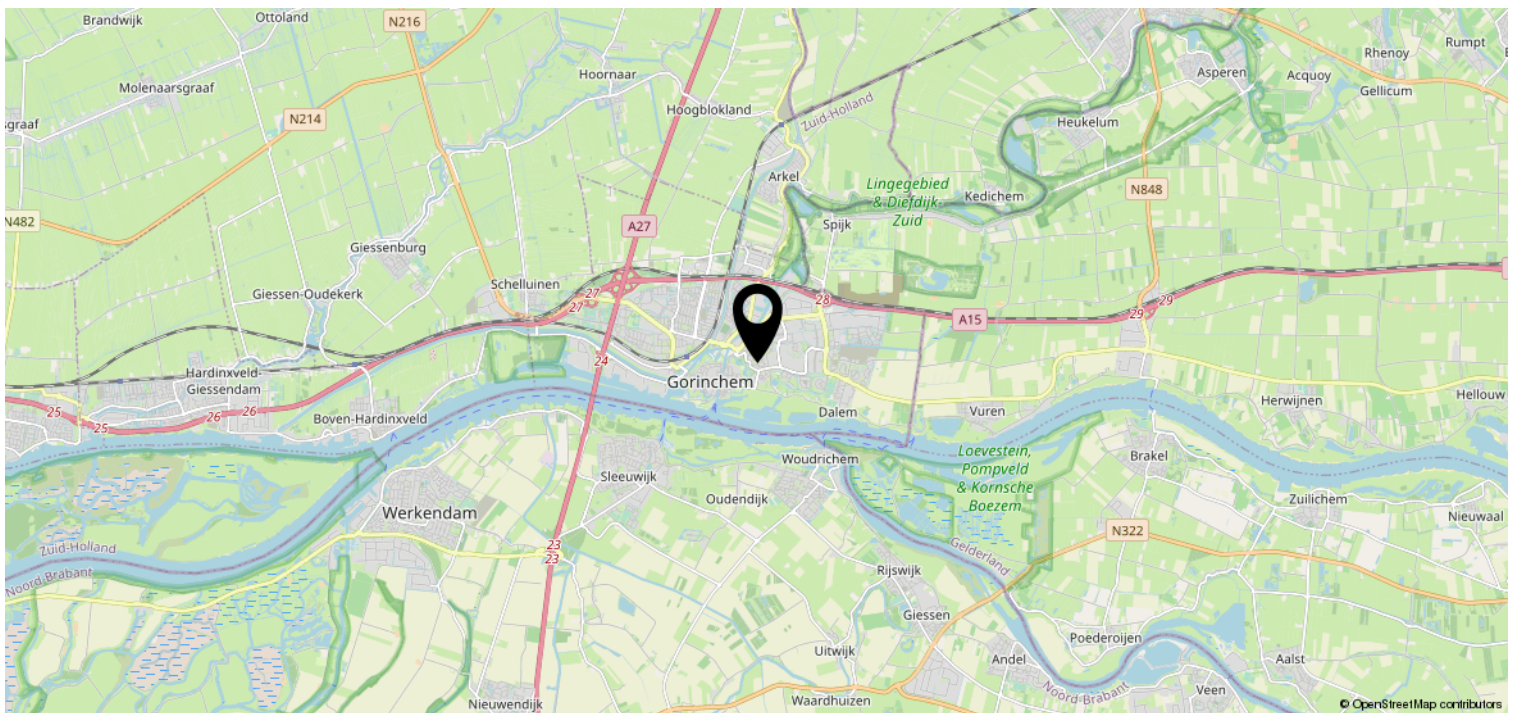 Brandwijk
Ottoland
N216
Rumpt
Rhenoy
Hoornaar
Asperen
Acquoy
Molenaarsgraaf
Gellicum
Hoogblokland
N214
sgraaf
Zuid-Holland
Heukelum
Arkel
Lingegebied
& Diefdijk-
Zuid
N848
Kedichem
N482
A27
Spijk
Giessenburg
Schelluinen
Giessen-Oudekerk
27
27
28
29
29
A15
24
Hardinxveld-
Giessendam
Gorinchem
25
25
26
26
Boven-Hardinxveld
Dalem
Vuren
Herwijnen
Hellouw
Loevestein,
Pompveld
& Kornsche
Boezem
Woudrichem
Brakel
Sleeuwijk
Oudendijk
Zuilichem
Werkendam
Nieuwaal
N322
23
23
Zuid-Holland
Noord-Brabant
Gelderland
Rijswijk
Giessen
Poederoijen
Uitwijk
Andel
Aalst
Noord-Brabant
Veen
Nieuwendijk
Waardhuizen
© OpenStreetMap contributors